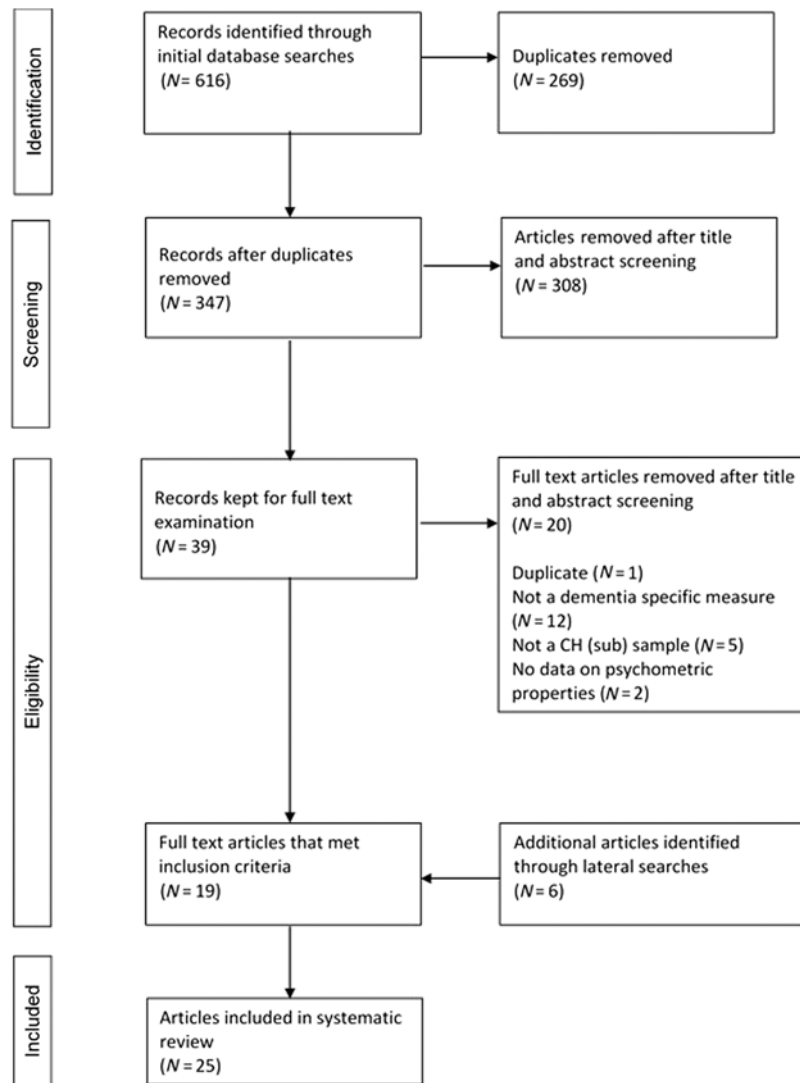 Identification
Records identified through
initial database searches
(N= 616)
Duplicates removed
(N= 269)
Screening
Records after duplicates
removed
(N = 347)
Articles removed after title
and abstract screening
(N = 308)
Eligibility
Records kept for full text
examination
(N = 39)
Full text articles removed after title
and abstract screening
(N = 20)
Duplicate (N = 1)
Not a dementia specific measure
(N = 12)
Not a CH (sub) sample (N = 5)
No data on psychometric
properties (N = 2)
Full text articles that met
inclusion criteria
(N = 19)
Additional articles identified
through lateral searches
(N = 6)
Included
Articles included in systematic
review
(N = 25)